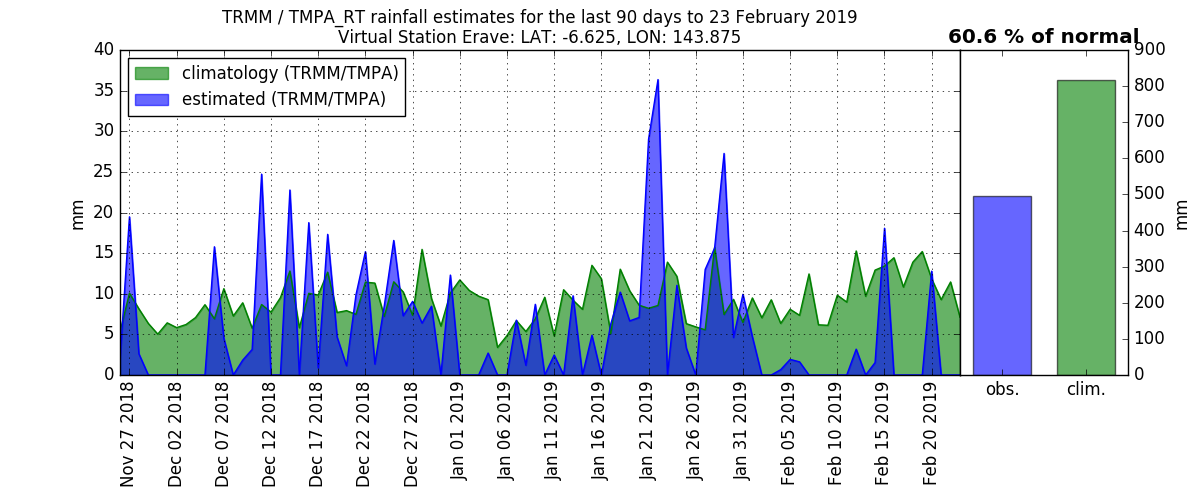 TRMM / TMPA_RT rainfall estimates for the last 90 days to 23 February 2019
Virtual Station Erave: LAT: -6.625, LON: 143.875
60.6 % of normal
climatology (TRMM/TMPA)
estimated (TRMM/TMPA)
mm
40
35
30
25
20
15
10
5
0
Nov 27 2018
Dec 02 2018
Dec 07 2018
Dec 12 2018
Dec 17 2018
Dec 22 2018
Dec 27 2018
Jan 01 2019
Jan 06 2019
Jan 11 2019
Jan 16 2019
Jan 21 2019
Jan 26 2019
Jan 31 2019
Feb 05 2019
Feb 10 2019
Feb 15 2019
Feb 20 2019
obs.
clim.
900
800
700
600
500
400
300
200
100
0
mm